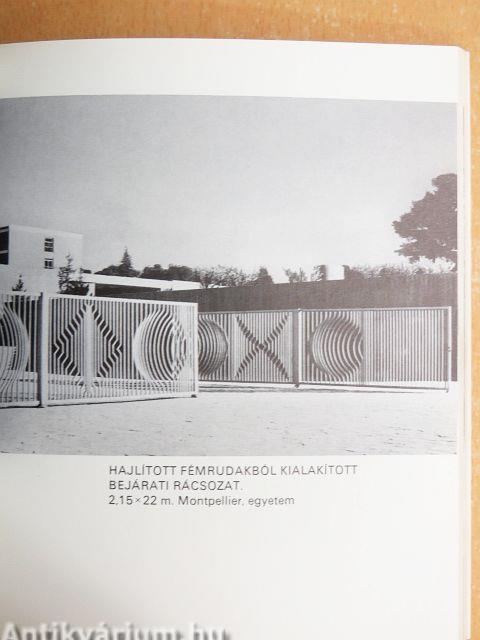 HAJLÍTOTT FÉMRUDAKBÓL KIALAKÍTOTT
BEJÁRATI RÁCSOZAT.
2,15 × 22 m. Montpellier, egyetem
Antikvárium.hu